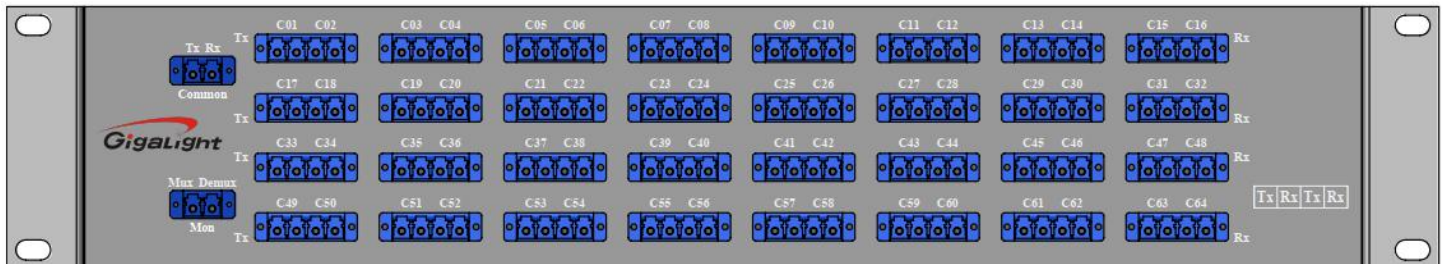 C01 C02 C03 C04 C05 C06 C07 C08 C09 C10 C11 C12 C13 C14 C15 C16
Tx Rx
Tx Rx
Common
C17 C18 C19 C20 C21 C22 C23 C24 C25 C26 C27 C28 C29 C30 C31 C32
Tx Rx
GigaLight
C33 C34 C35 C36 C37 C38 C39 C40 C41 C42 C43 C44 C45 C46 C47 C48
Tx Rx
Mux Demux
Mon
Tx Rx Tx Rx
C49 C50 C51 C52 C53 C54 C55 C56 C57 C58 C59 C60 C61 C62 C63 C64
Tx Rx